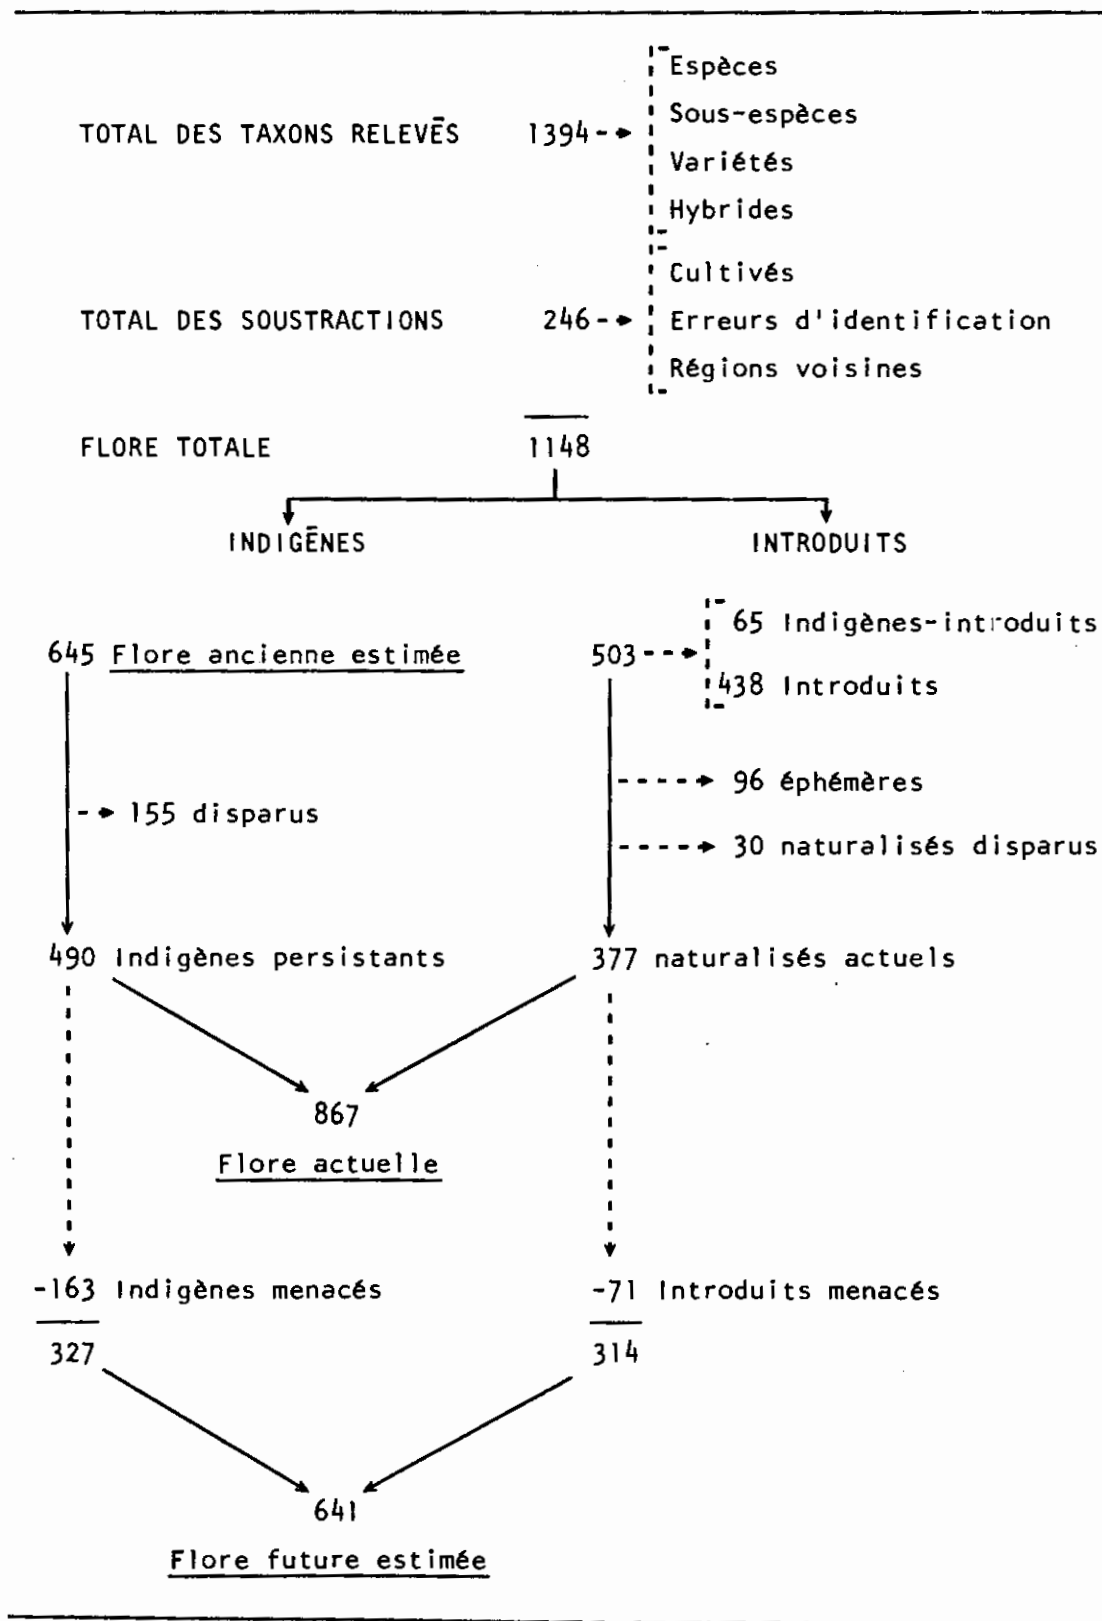 Espèces
TOTAL DES TAXONS RELEVĒS 1394
Sous-espèces
Variétés
Hybrides
Cultivés
TOTAL DES SOUSTRACTIONS 246
Erreurs d'identification
Régions voisines
FLORE TOTALE 1148
INDIGĒNES INTRODUITS
65 Indigènes-introduits
645 Flore ancienne estimée 503
438 Introduits
96 éphémères
155 disparus
30 naturalisés disparus
490 Indigènes persistants 377 naturalisés actuels
867
Flore actuelle
-163 Indigènes menacés -71 Introduits menacés
327 314
641
Flore future estimée